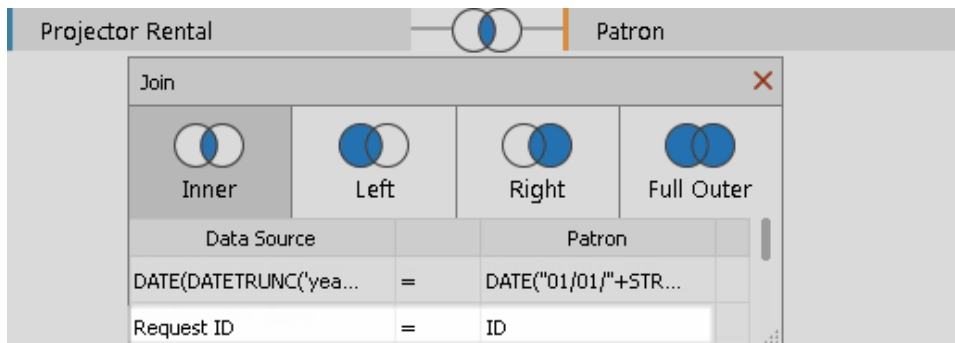 Projector Rental Patron
Join
Inner Left Right Full Outer
Data Source Patron
DATE(DATETRUNC('yea... = DATE("01/01/"+STR...
Request ID = ID